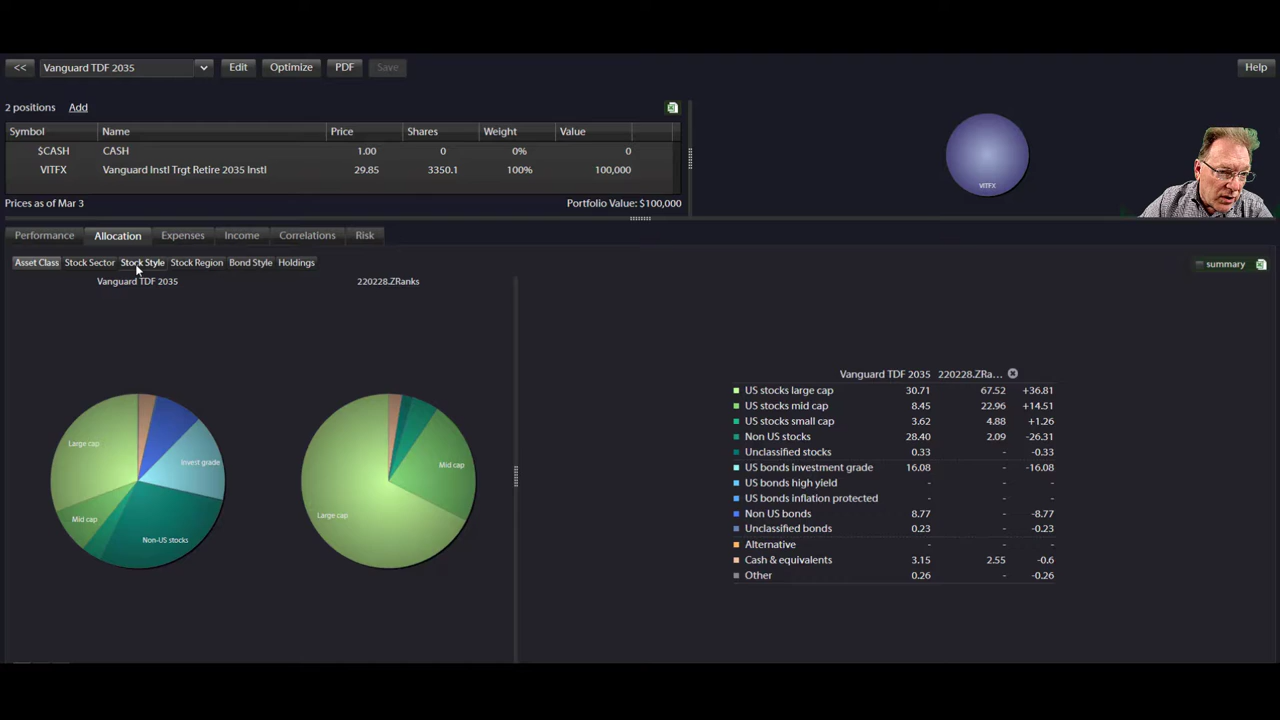 << Vanguard TDF 2035 Edit Optimize PDF Save Help
2 positions Add
Symbol Name Price Shares Weight Value
$CASH CASH 1.00 0 0% 0
VITFX Vanguard Instl Trgt Retire 2035 Instl 29.85 3350.1 100% 100,000
VITFX
Prices as of Mar 3 Portfolio Value: $100,000
Performance Allocation Expenses Income Correlations Risk
Asset Class Stock Sector Stock Style Stock Region Bond Style Holdings summary
Vanguard TDF 2035 220228.ZRanks
Large cap
Invest grade
Mid cap
Non-US stocks
Mid cap
Large cap
Vanguard TDF 2035 220228.ZRa...
US stocks large cap 30.71 67.52 +36.81
US stocks mid cap 8.45 22.96 +14.51
US stocks small cap 3.62 4.88 +1.26
Non US stocks 28.40 2.09 -26.31
Unclassified stocks 0.33 - -0.33
US bonds investment grade 16.08 - -16.08
US bonds high yield - - -
US bonds inflation protected - - -
Non US bonds 8.77 - -8.77
Unclassified bonds 0.23 - -0.23
Alternative - - -
Cash & equivalents 3.15 2.55 -0.6
Other 0.26 - -0.26